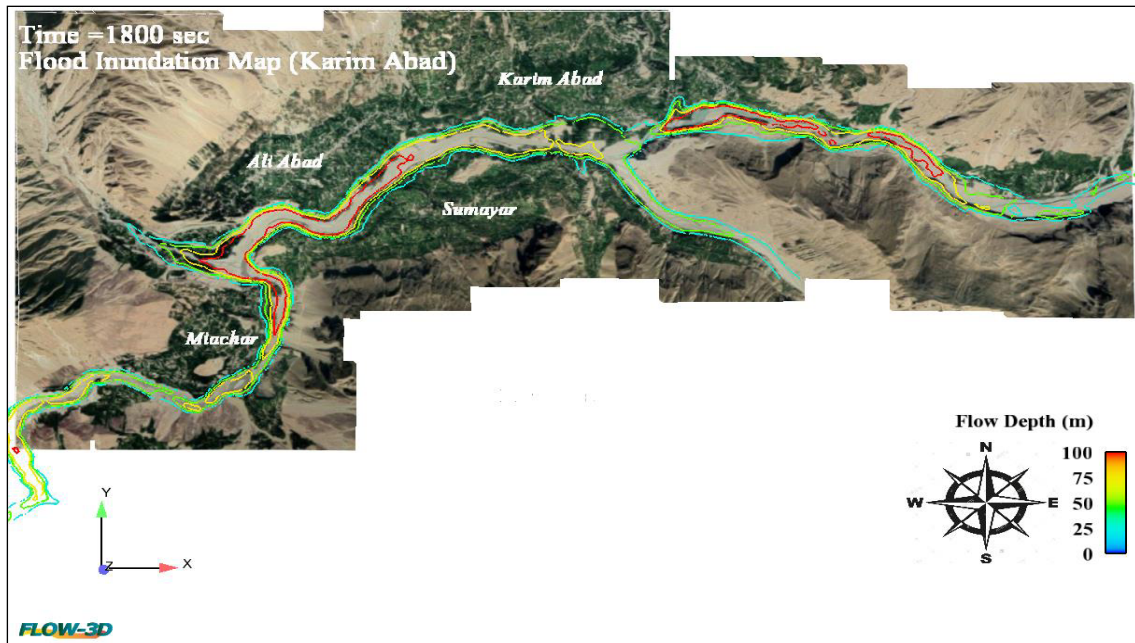 Time =1800 sec
Flood Inundation Map (Karim Abad)
Karim Abad
Ali Abad
Sumayar
Miachar
Flow Depth (m)
N
W E
S
100
75
50
25
0
Y
Z X
FLOW-3D